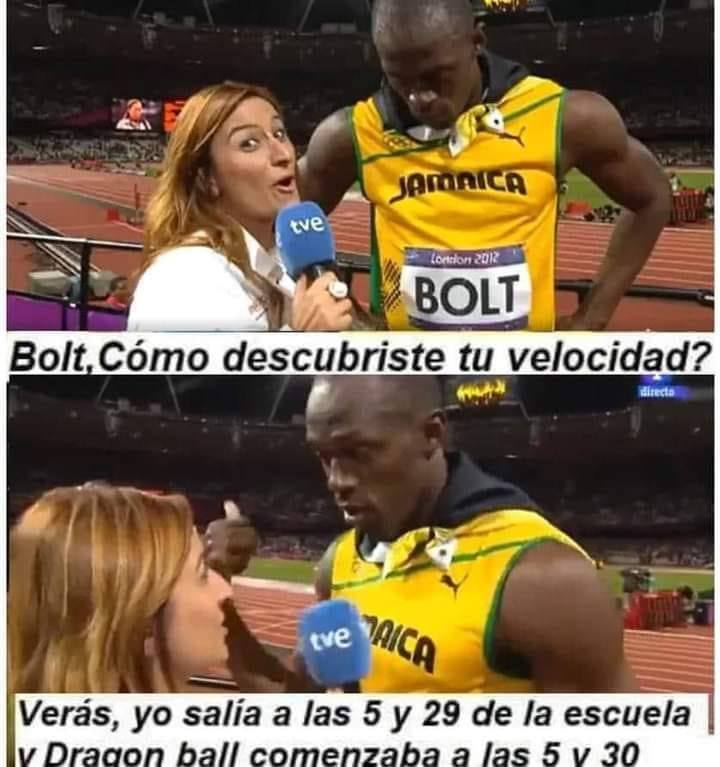 tve
JAMAICA
London 2012
BOLT
Bolt,Cómo descubriste tu velocidad?
directo
tve
MAICA
Verás, yo salía a las 5 y 29 de la escuela
y Dragon ball comenzaba a las 5 y 30